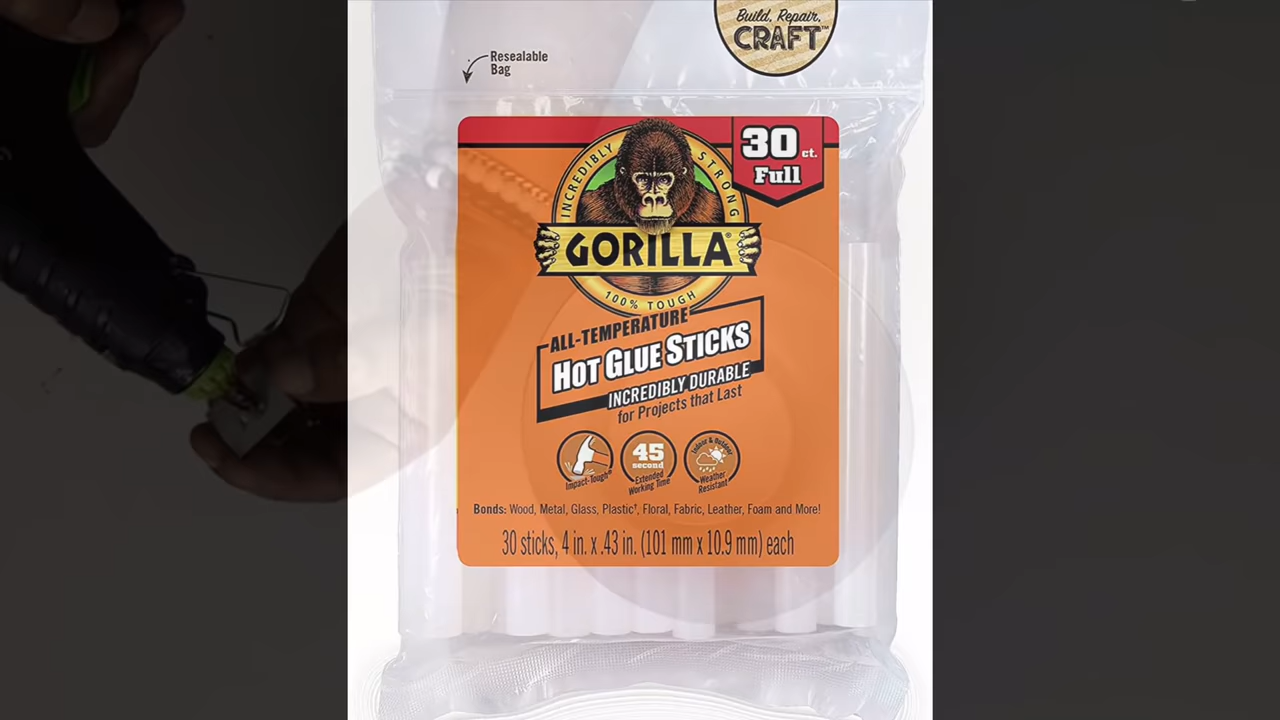 Build, Repair,
CRAFT™
Resealable
Bag
30 ct.
Full
INCREDIBLY STRONG
GORILLA®
100% TOUGH
ALL-TEMPERATURE
HOT GLUE STICKS
INCREDIBLY DURABLE
for Projects that Last
Impact-Tough®
45
second
Extended
Working Time
Indoor & Outdoor
Weather
Resistant
Bonds: Wood, Metal, Glass, Plastic†, Floral, Fabric, Leather, Foam and More!
30 sticks, 4 in. x .43 in. (101 mm x 10.9 mm) each